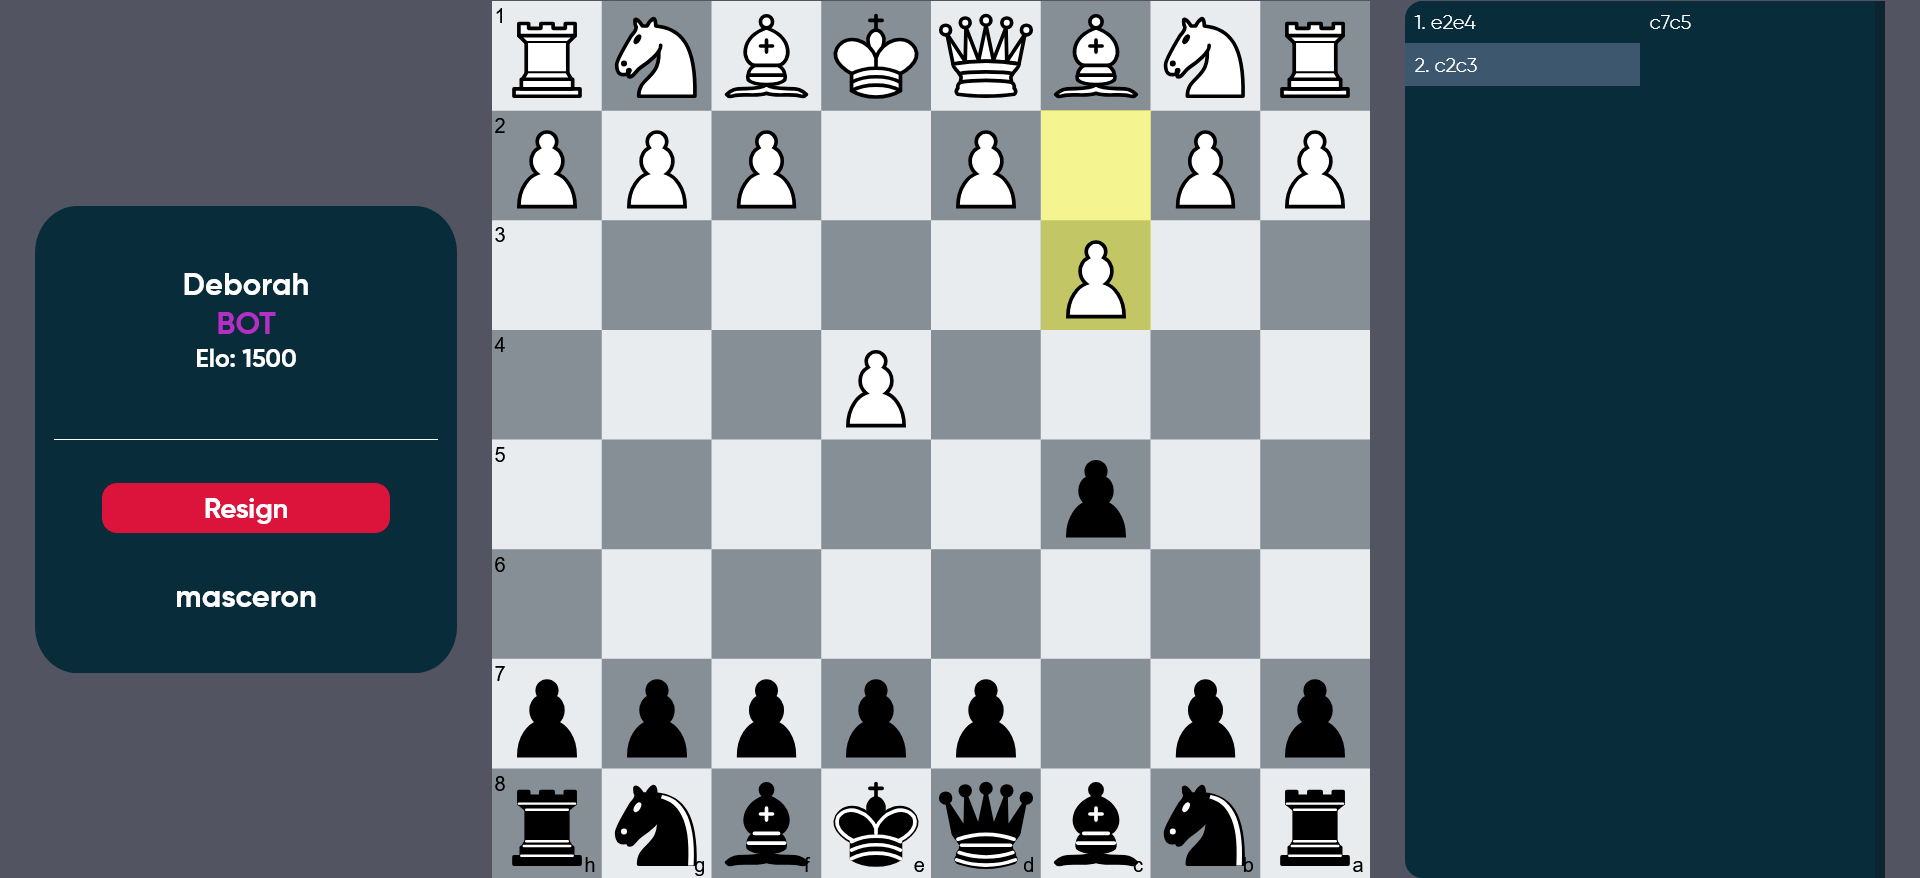 Deborah
BOT
Elo: 1500
Resign
masceron
1
2
3
4
5
6
7
8
h g f e d c b a
1. e2e4 c7c5
2. c2c3